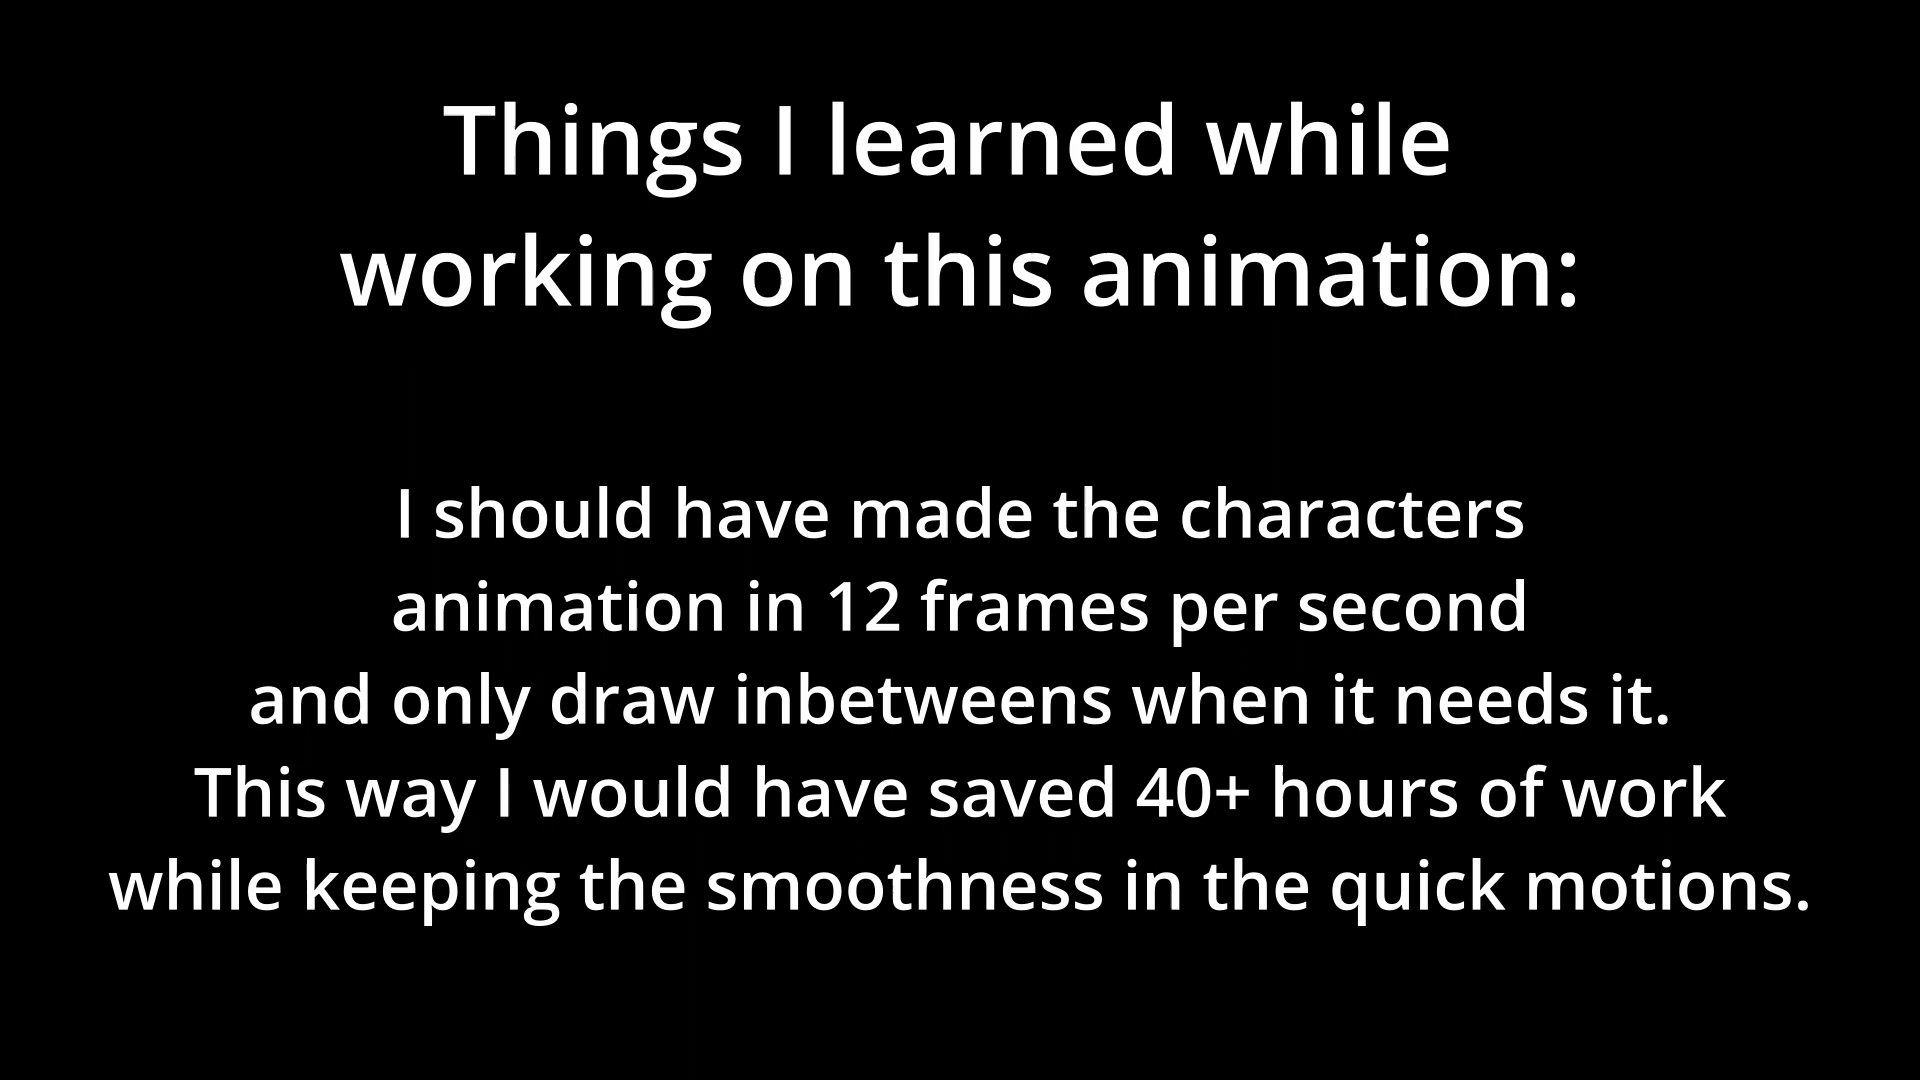 Things I learned while
working on this animation:
I should have made the characters
animation in 12 frames per second
and only draw inbetweens when it needs it.
This way I would have saved 40+ hours of work
while keeping the smoothness in the quick motions.